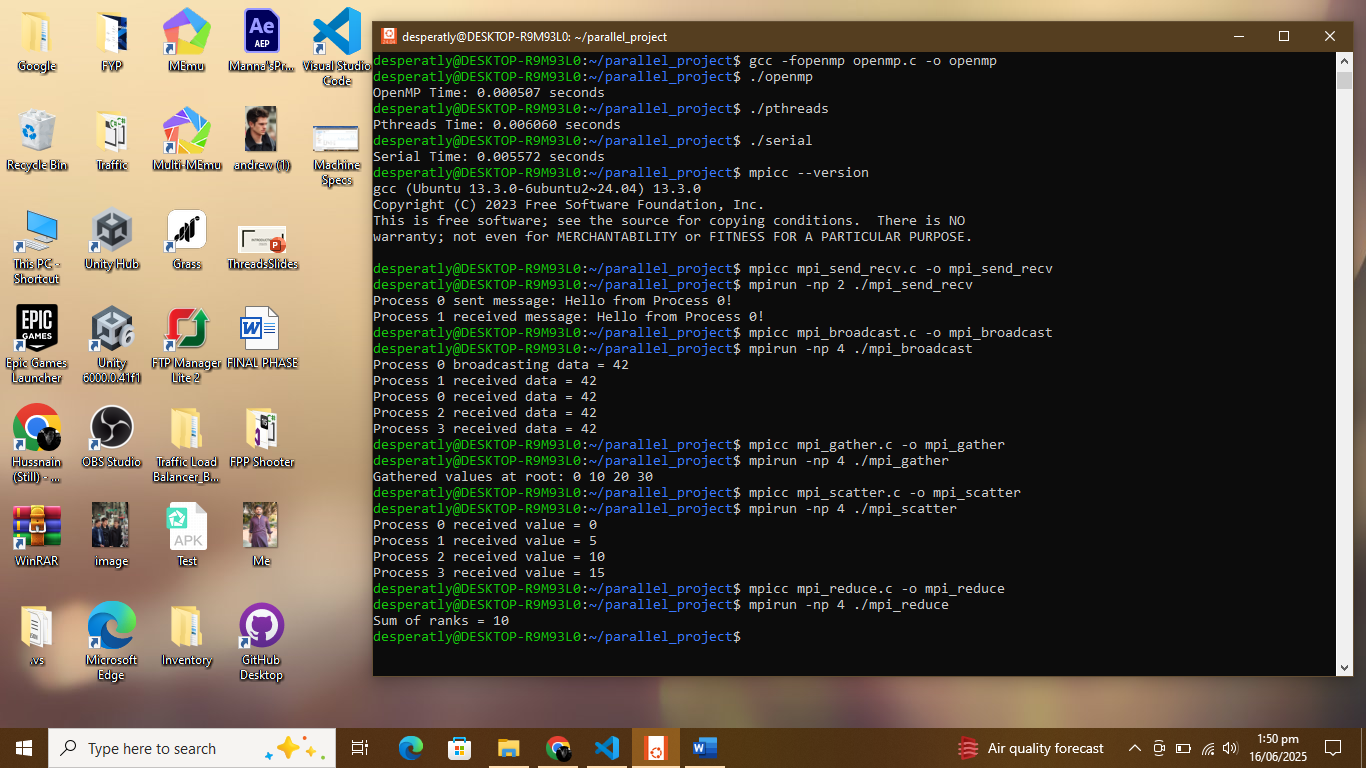 Google
FYP
MEmu
Ae
AEP
Manna'sPr...
Visual Studio
Code
Recycle Bin
Traffic
Multi-MEmu
andrew (1)
Machine
Specs
This PC -
Shortcut
Unity Hub
Grass
ThreadsSlides
EPIC
GAMES
Epic Games
Launcher
6
Unity
6000.0.41f1
FTP Manager
Lite 2
W
FINAL PHASE
Hussnain
(Still) - ...
OBS Studio
Traffic Load
Balancer_B...
FPP Shooter
WinRAR
image
APK
Test
Me
.vs
Microsoft
Edge
Inventory
GitHub
Desktop
desperatly@DESKTOP-R9M93L0: ~/parallel_project
desperatly@DESKTOP-R9M93L0:~/parallel_project$ gcc -fopenmp openmp.c -o openmp
desperatly@DESKTOP-R9M93L0:~/parallel_project$ ./openmp
OpenMP Time: 0.000507 seconds
desperatly@DESKTOP-R9M93L0:~/parallel_project$ ./pthreads
Pthreads Time: 0.006060 seconds
desperatly@DESKTOP-R9M93L0:~/parallel_project$ ./serial
Serial Time: 0.005572 seconds
desperatly@DESKTOP-R9M93L0:~/parallel_project$ mpicc --version
gcc (Ubuntu 13.3.0-6ubuntu2~24.04) 13.3.0
Copyright (C) 2023 Free Software Foundation, Inc.
This is free software; see the source for copying conditions.  There is NO
warranty; not even for MERCHANTABILITY or FITNESS FOR A PARTICULAR PURPOSE.
desperatly@DESKTOP-R9M93L0:~/parallel_project$ mpicc mpi_send_recv.c -o mpi_send_recv
desperatly@DESKTOP-R9M93L0:~/parallel_project$ mpirun -np 2 ./mpi_send_recv
Process 0 sent message: Hello from Process 0!
Process 1 received message: Hello from Process 0!
desperatly@DESKTOP-R9M93L0:~/parallel_project$ mpicc mpi_broadcast.c -o mpi_broadcast
desperatly@DESKTOP-R9M93L0:~/parallel_project$ mpirun -np 4 ./mpi_broadcast
Process 0 broadcasting data = 42
Process 1 received data = 42
Process 0 received data = 42
Process 2 received data = 42
Process 3 received data = 42
desperatly@DESKTOP-R9M93L0:~/parallel_project$ mpicc mpi_gather.c -o mpi_gather
desperatly@DESKTOP-R9M93L0:~/parallel_project$ mpirun -np 4 ./mpi_gather
Gathered values at root: 0 10 20 30
desperatly@DESKTOP-R9M93L0:~/parallel_project$ mpicc mpi_scatter.c -o mpi_scatter
desperatly@DESKTOP-R9M93L0:~/parallel_project$ mpirun -np 4 ./mpi_scatter
Process 0 received value = 0
Process 1 received value = 5
Process 2 received value = 10
Process 3 received value = 15
desperatly@DESKTOP-R9M93L0:~/parallel_project$ mpicc mpi_reduce.c -o mpi_reduce
desperatly@DESKTOP-R9M93L0:~/parallel_project$ mpirun -np 4 ./mpi_reduce
Sum of ranks = 10
desperatly@DESKTOP-R9M93L0:~/parallel_project$
Type here to search
Air quality forecast
1:50 pm
16/06/2025